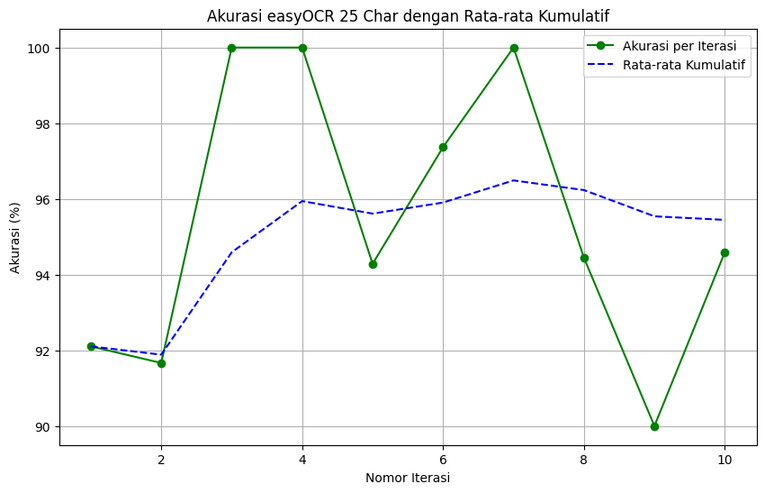 Akurasi easyOCR 25 Char dengan Rata-rata Kumulatif
Akurasi per Iterasi
Rata-rata Kumulatif
Akurasi (%)
100
98
96
94
92
90
2 4 6 8 10
Nomor Iterasi